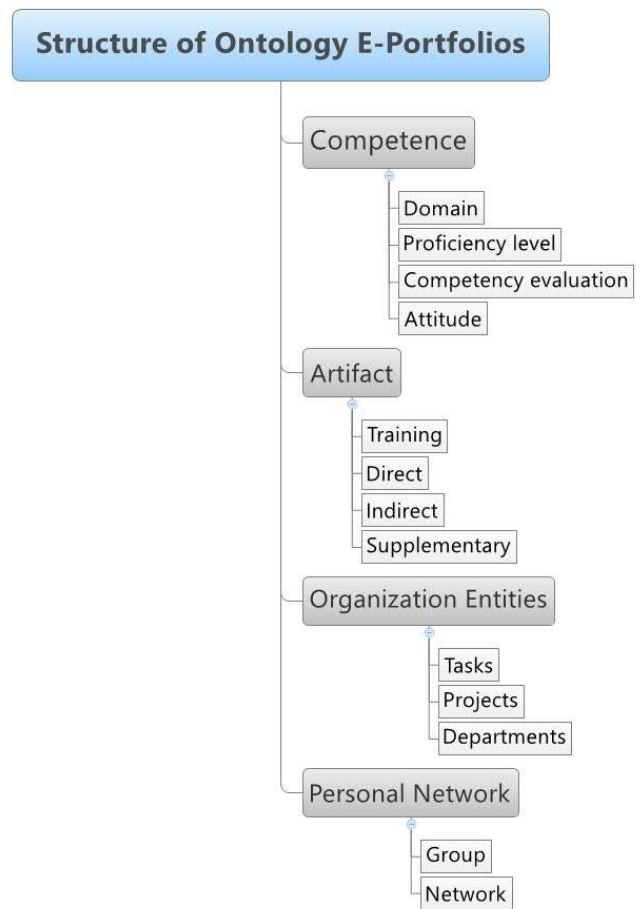 Structure of Ontology E-Portfolios
Competence
Domain
Proficiency level
Competency evaluation
Attitude
Artifact
Training
Direct
Indirect
Supplementary
Organization Entities
Tasks
Projects
Departments
Personal Network
Group
Network